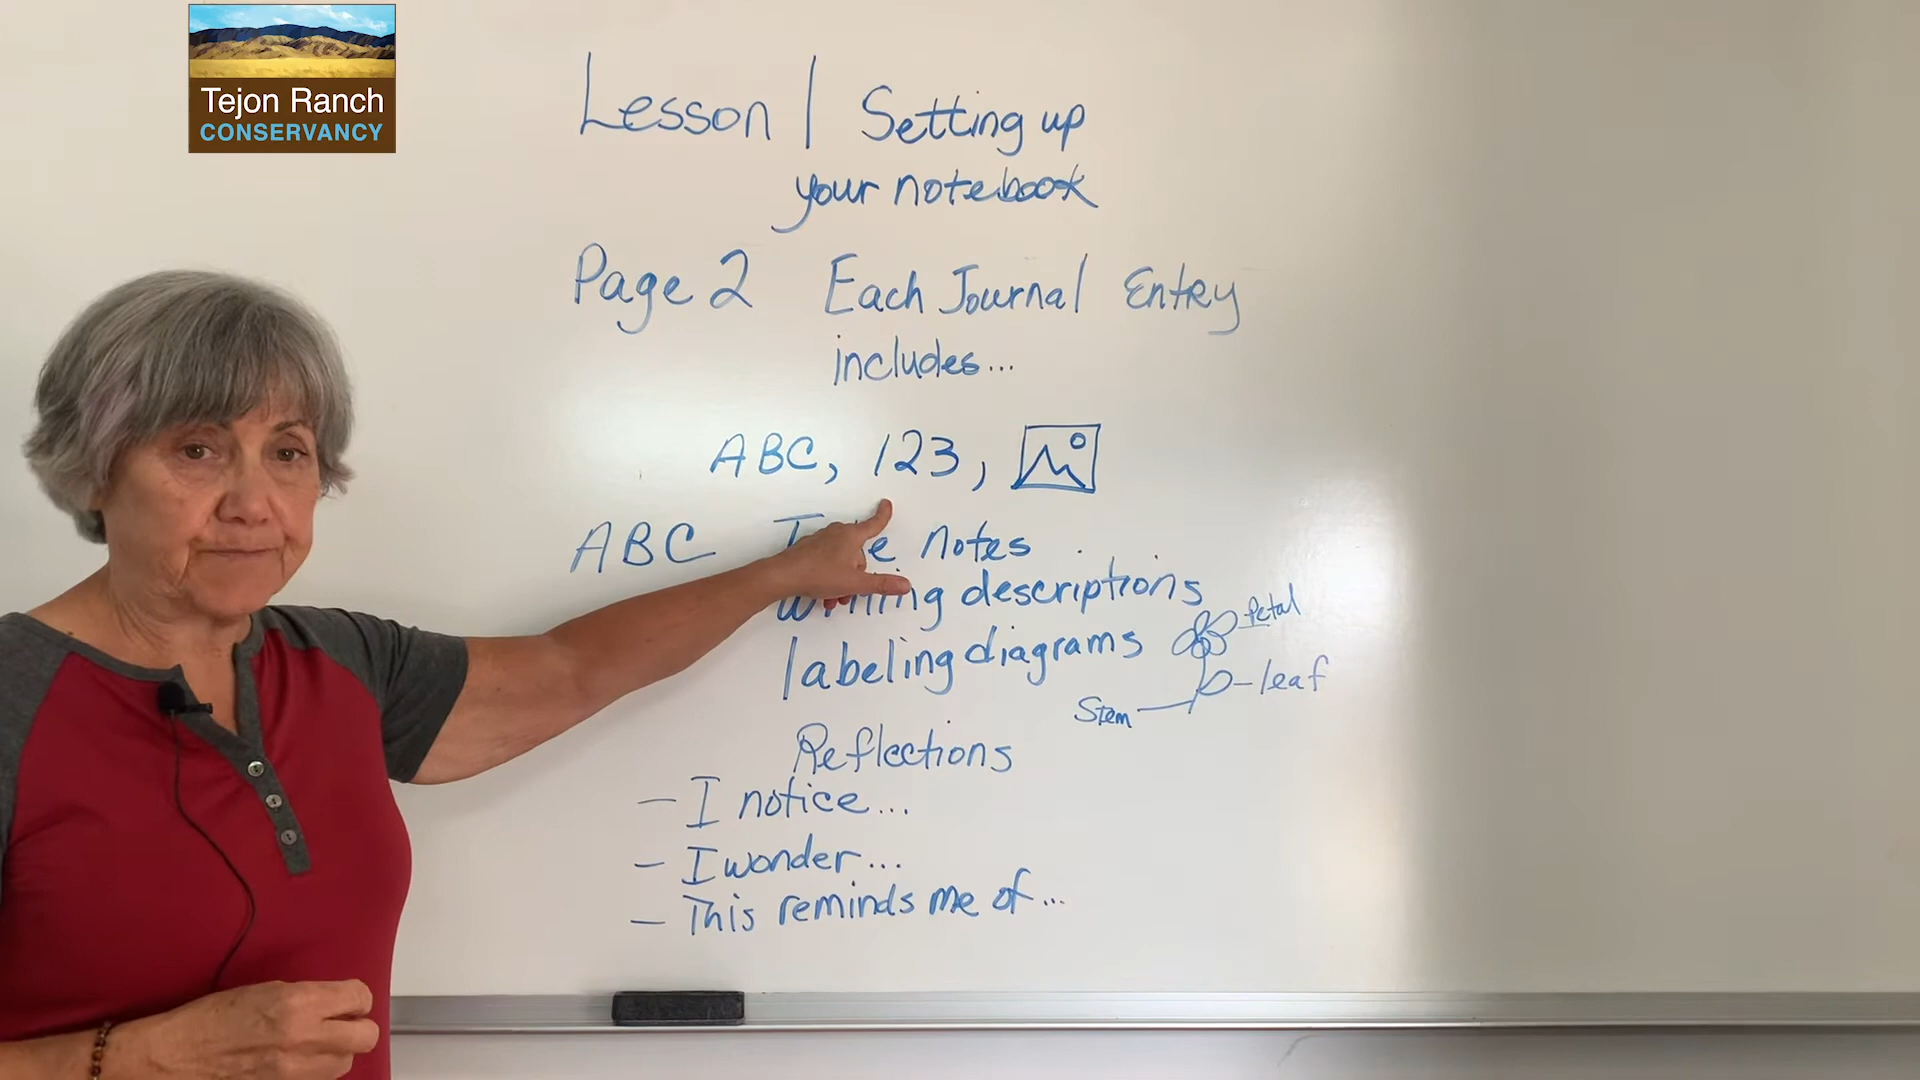 Tejon Ranch
CONSERVANCY
Lesson 1 Setting up
your notebook
Page 2 Each Journal Entry
includes...
ABC, 123,
ABC notes
writing descriptions
labeling diagrams
Petal
leaf
Stem
Reflections
- I notice...
- I wonder...
- This reminds me of...